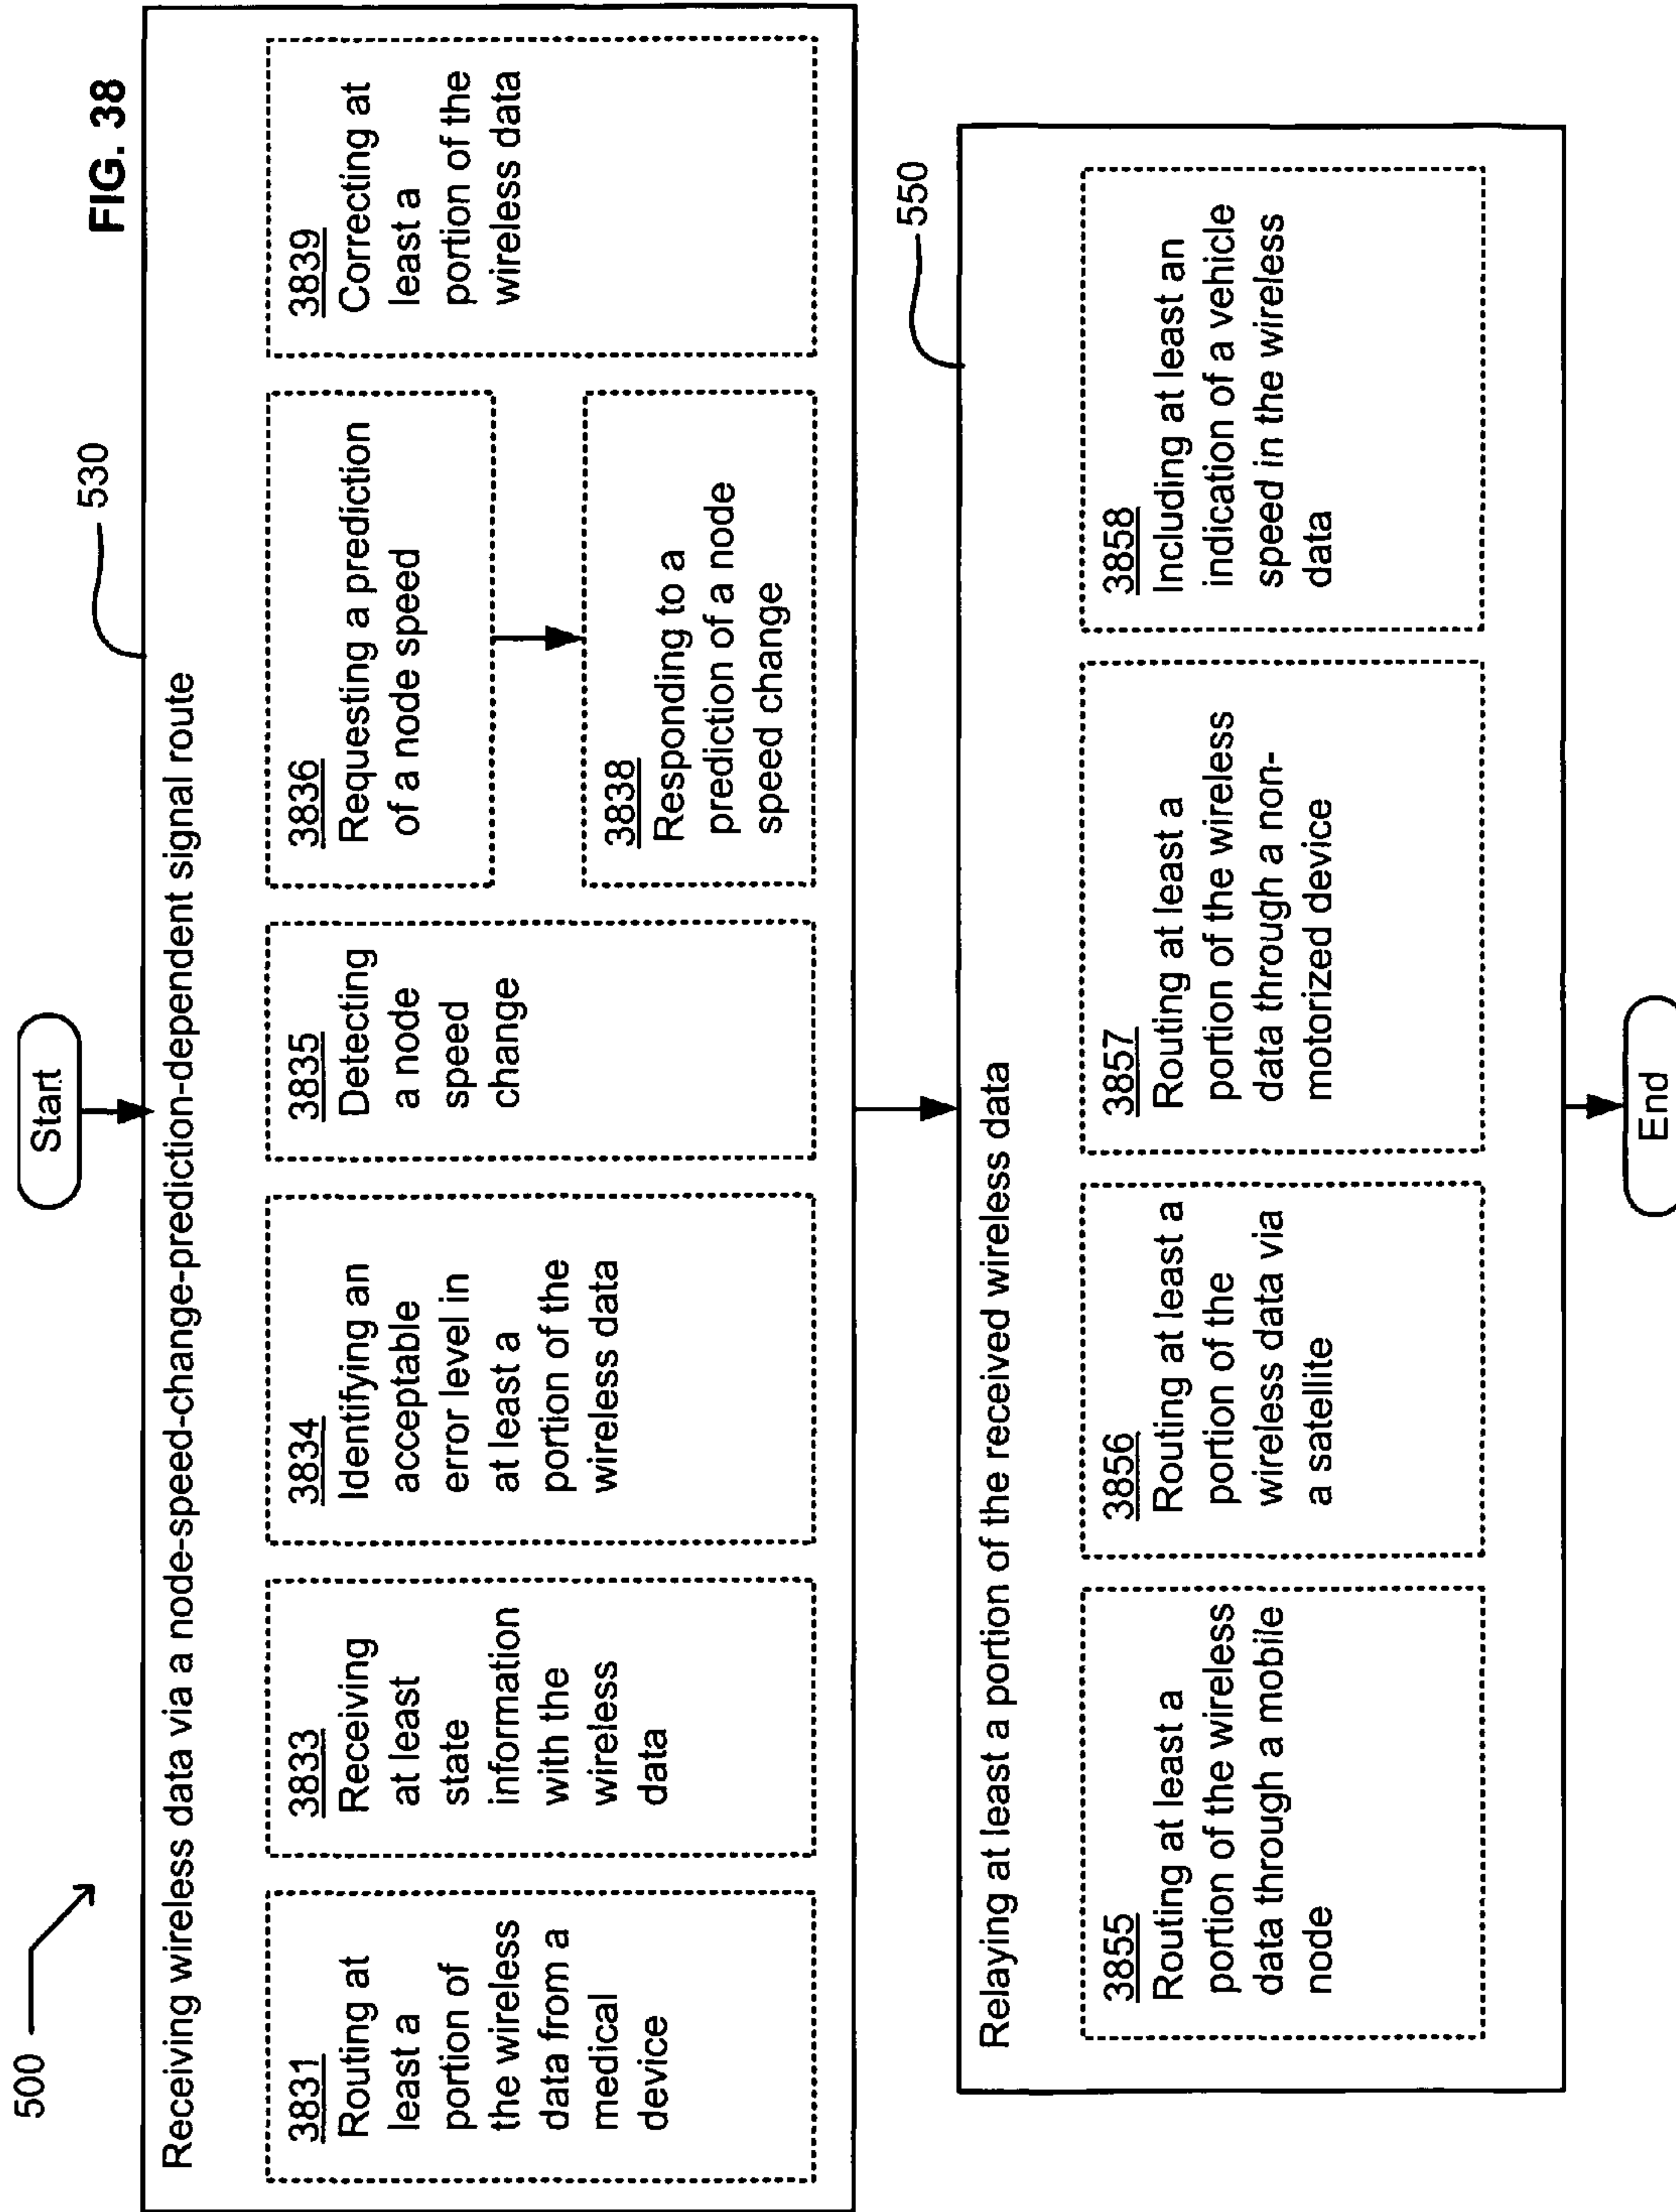 FIG. 38
500
Start
530
Receiving wireless data via a node-speed-change-prediction-dependent signal route
3831
Routing at
least a
portion of
the wireless
data from a
medical
device
3833
Receiving
at least
state
information
with the
wireless
data
3834
Identifying an
acceptable
error level in
at least a
portion of the
wireless data
3835
Detecting
a node
speed
change
3836
Requesting a prediction
of a node speed
3838
Responding to a
prediction of a node
speed change
3839
Correcting at
least a
portion of the
wireless data
550
Relaying at least a portion of the received wireless data
3855
Routing at least a
portion of the wireless
data through a mobile
node
3856
Routing at least a
portion of the
wireless data via
a satellite
3857
Routing at least a
portion of the wireless
data through a non-
motorized device
3858
Including at least an
indication of a vehicle
speed in the wireless
data
End